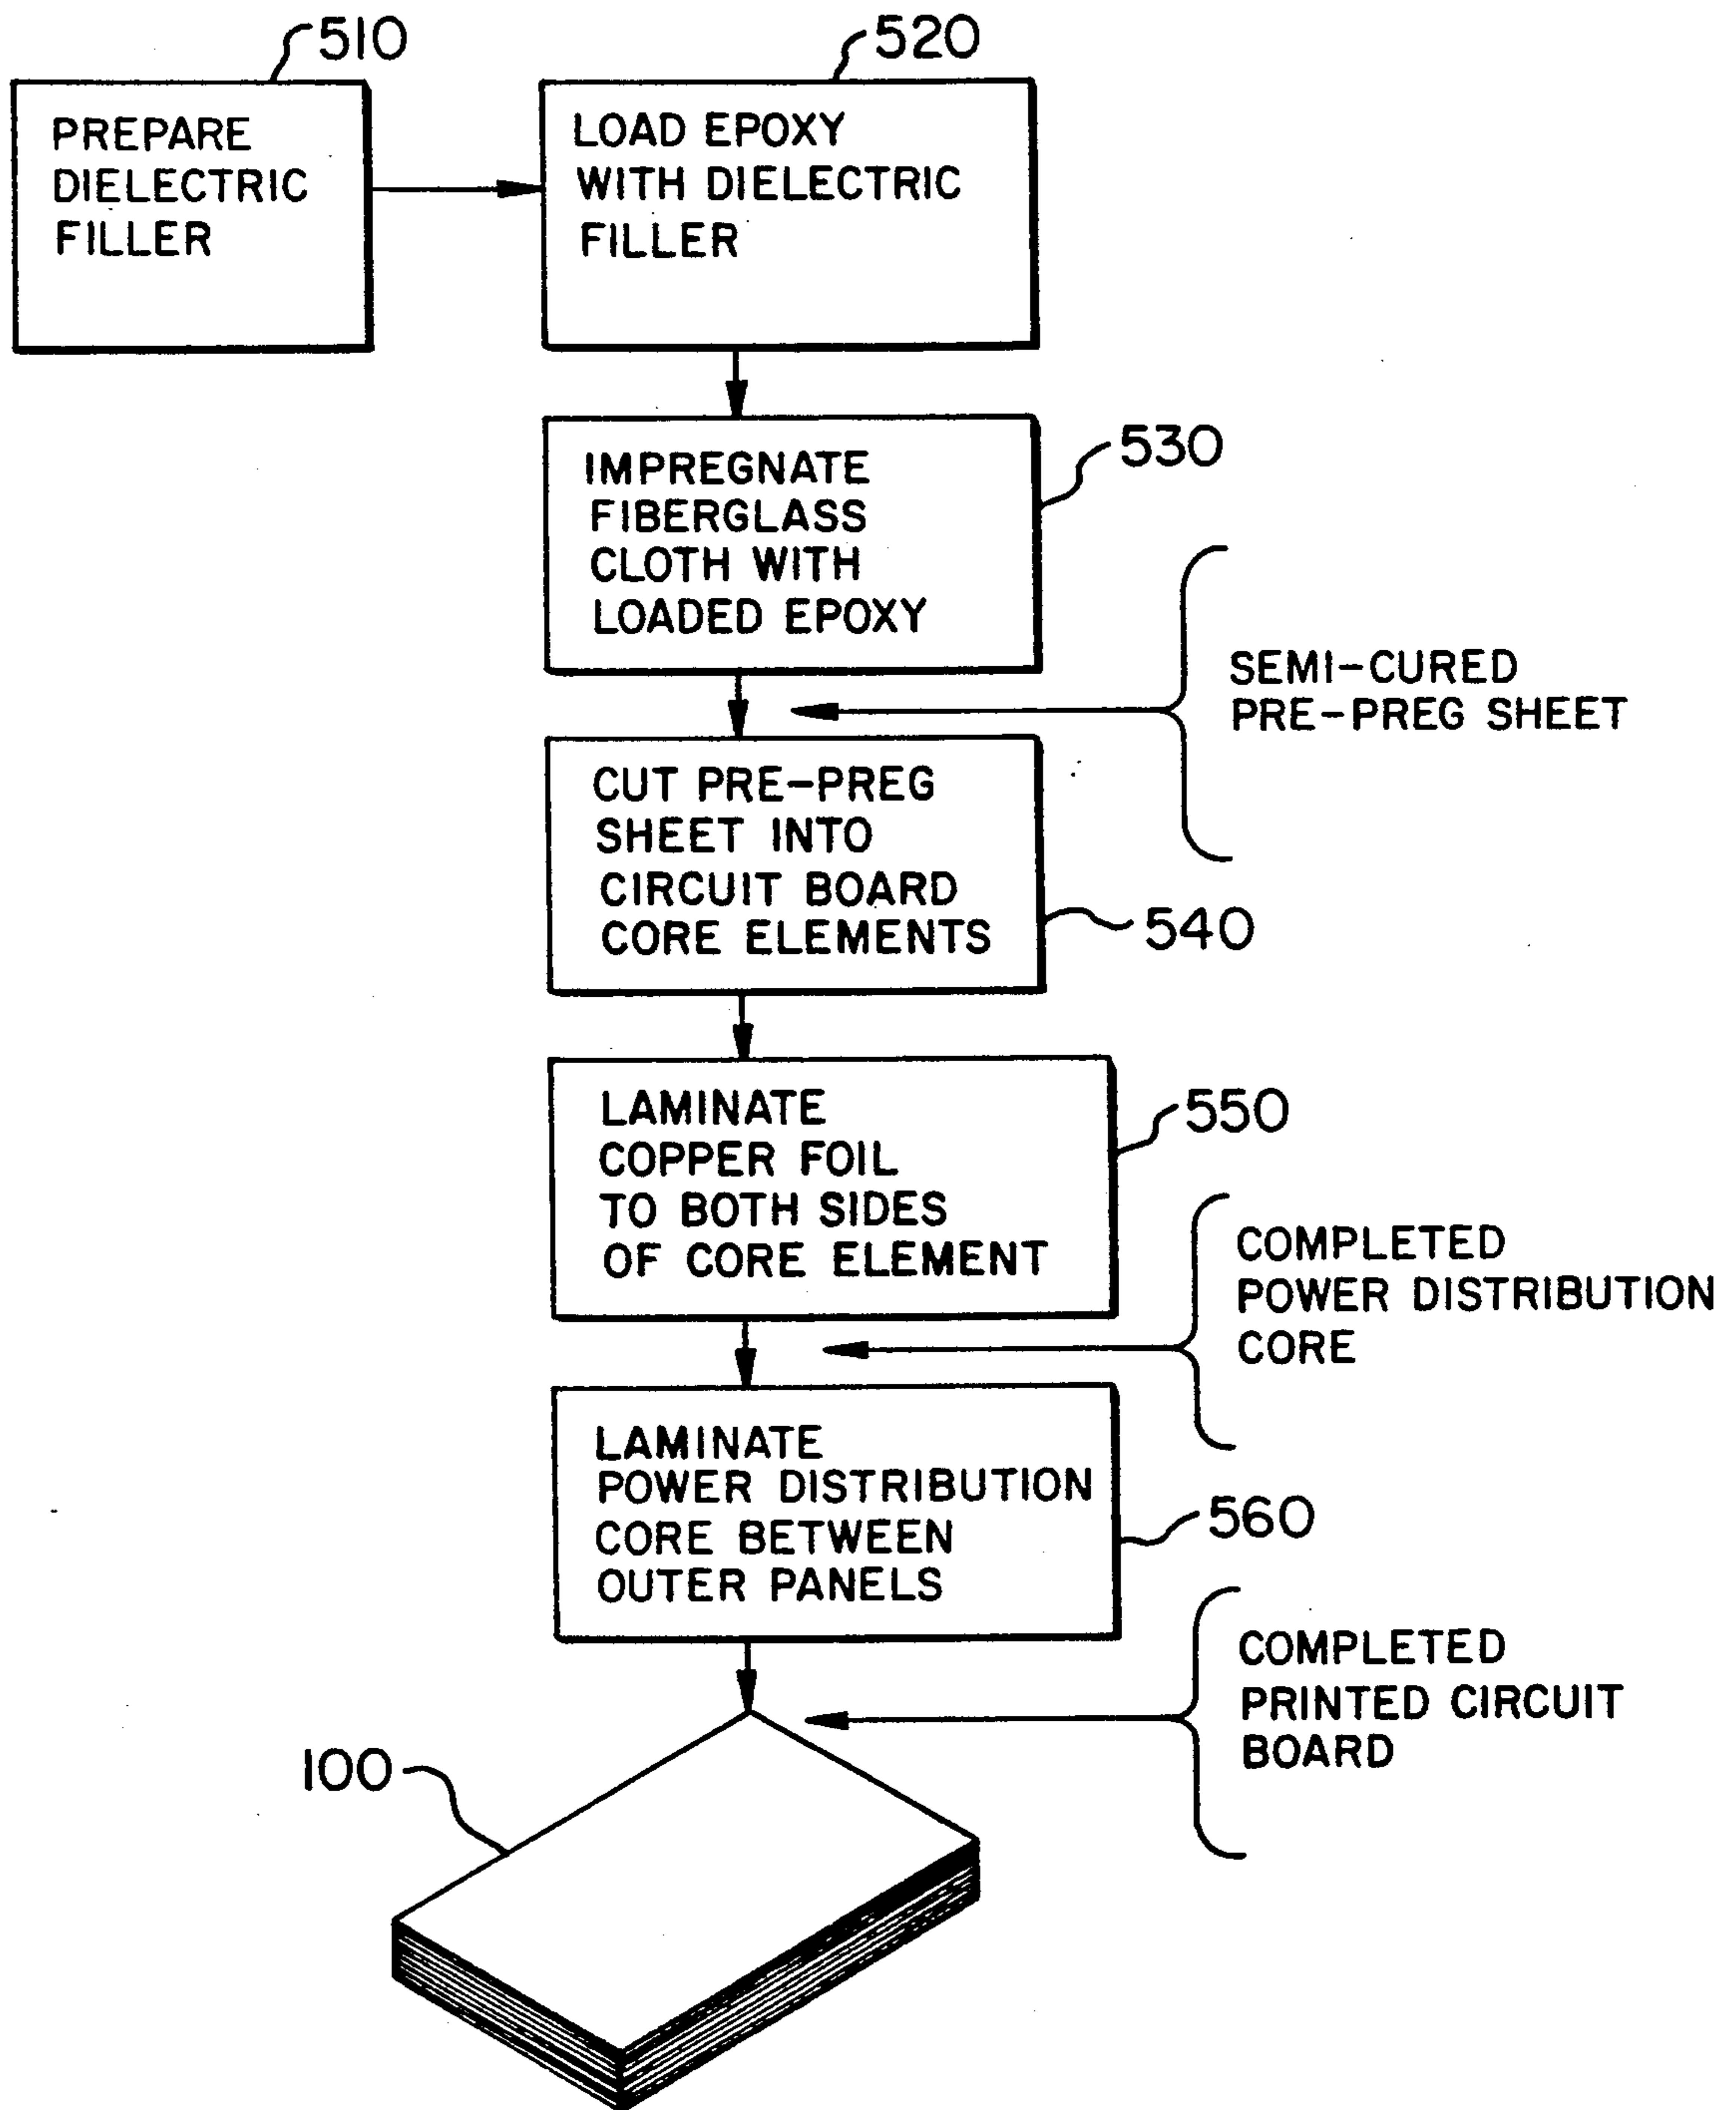 510
PREPARE
DIELECTRIC
FILLER
520
LOAD EPOXY
WITH DIELECTRIC
FILLER
530
IMPREGNATE
FIBERGLASS
CLOTH WITH
LOADED EPOXY
SEMI-CURED
PRE-PREG SHEET
CUT PRE-PREG
SHEET INTO
CIRCUIT BOARD
CORE ELEMENTS
540
LAMINATE
COPPER FOIL
TO BOTH SIDES
OF CORE ELEMENT
550
COMPLETED
POWER DISTRIBUTION
CORE
LAMINATE
POWER DISTRIBUTION
CORE BETWEEN
OUTER PANELS
560
COMPLETED
PRINTED CIRCUIT
BOARD
100